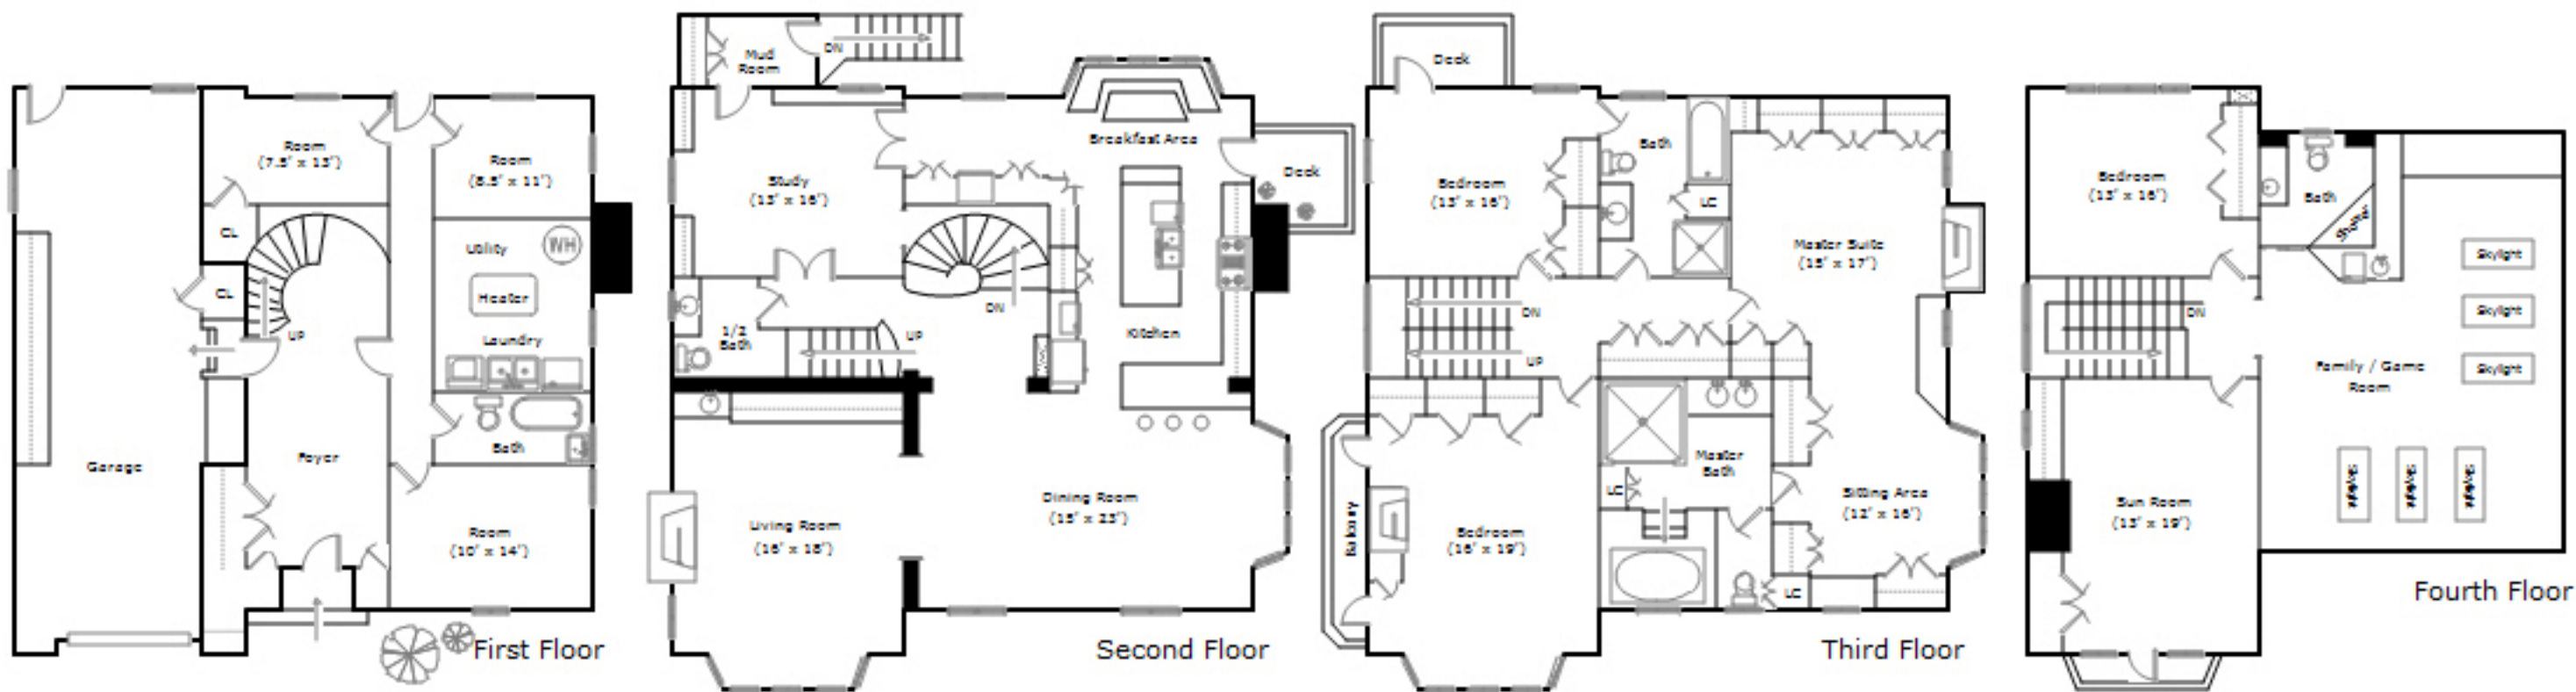 Room
(7.5' x 13')
Room
(8.5' x 11')
CL
Utility
WH
CL
Heater
UP
Laundry
Bath
Garage
Foyer
Room
(10' x 14')
First Floor
Mud
Room
DN
Breakfast Area
Deck
Study
(13' x 16')
DN
1/2
Bath
UP
Kitchen
Living Room
(16' x 18')
Dining Room
(15' x 23')
Second Floor
Deck
Bath
Bedroom
(13' x 16')
LC
Master Suite
(15' x 17')
DN
UP
Master
Bath
LC
Sitting Area
(12' x 16')
Balcony
Bedroom
(16' x 19')
LC
Third Floor
Bedroom
(13' x 16')
Bath
Shower
Skylight
DN
Skylight
Family / Game
Room
Skylight
Skylight
Skylight
Skylight
Sun Room
(13' x 19')
Fourth Floor